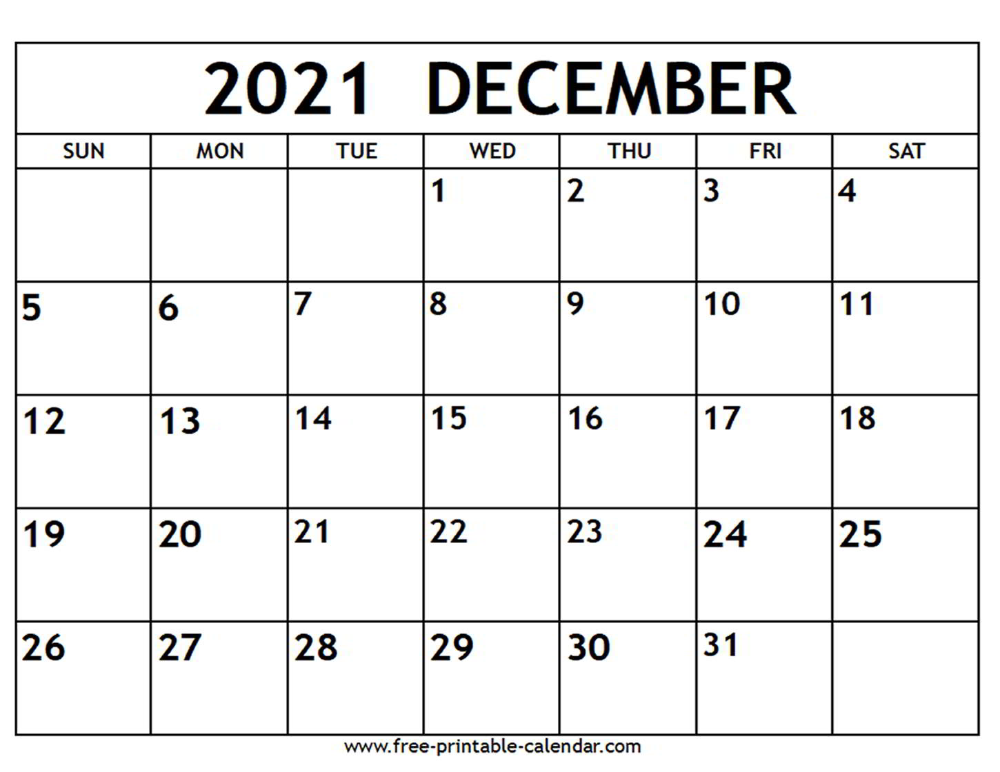 2021 DECEMBER
SUN MON TUE WED THU FRI SAT
1 2 3 4
5 6 7 8 9 10 11
12 13 14 15 16 17 18
19 20 21 22 23 24 25
26 27 28 29 30 31
www.free-printable-calendar.com